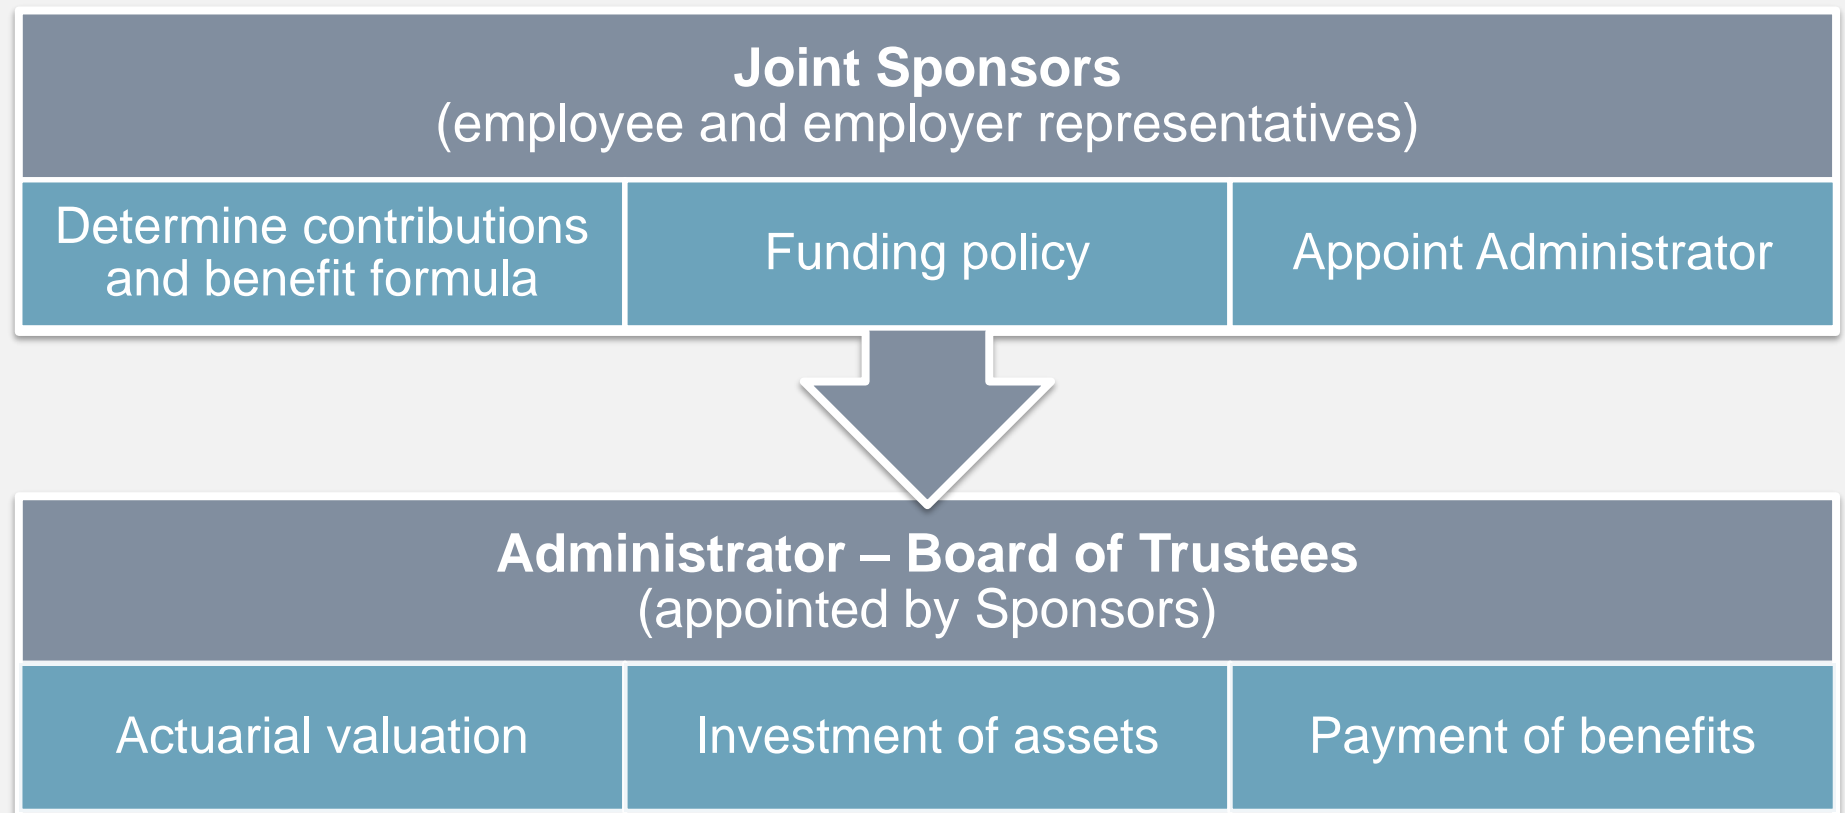 Joint Sponsors
(employee and employer representatives)
Determine contributions
and benefit formula
Funding policy
Appoint Administrator
Administrator – Board of Trustees
(appointed by Sponsors)
Actuarial valuation
Investment of assets
Payment of benefits